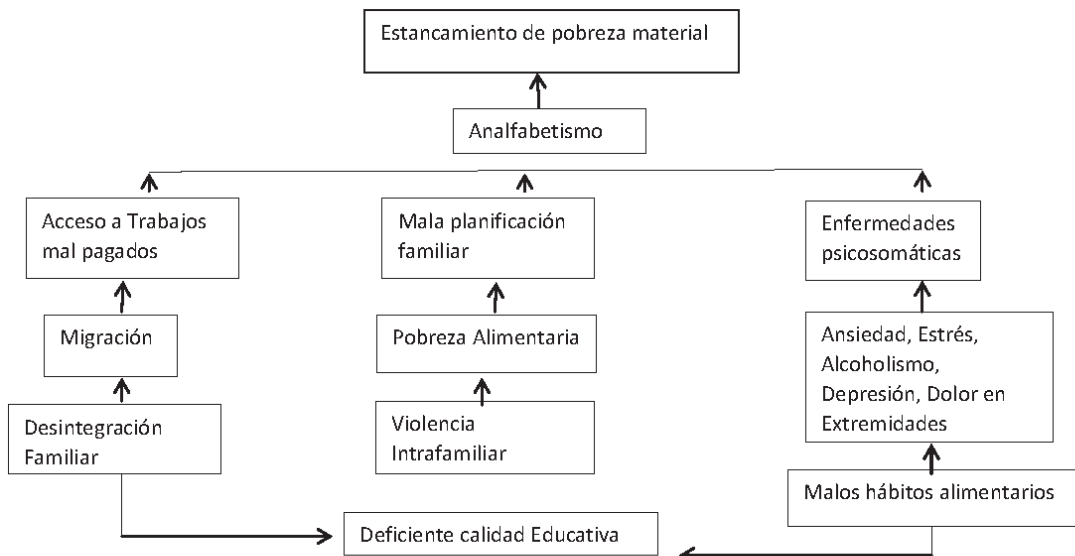 Estancamiento de pobreza material
Analfabetismo
Acceso a Trabajos
mal pagados
Mala planificación
familiar
Enfermedades
psicosomáticas
Migración
Pobreza Alimentaria
Ansiedad, Estrés,
Alcoholismo,
Depresión, Dolor en
Extremidades
Desintegración
Familiar
Violencia
Intrafamiliar
Malos hábitos alimentarios
Deficiente calidad Educativa